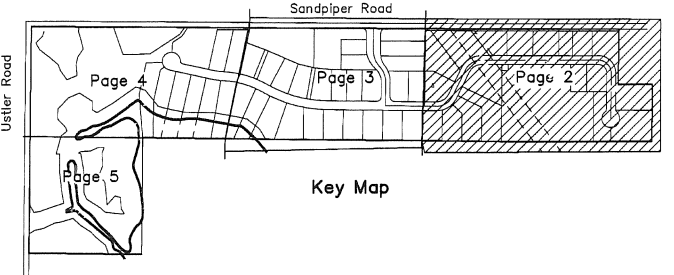 Sandpiper Road
Ustler Road
Page 4
Page 3
Page 2
Page 5
Key Map